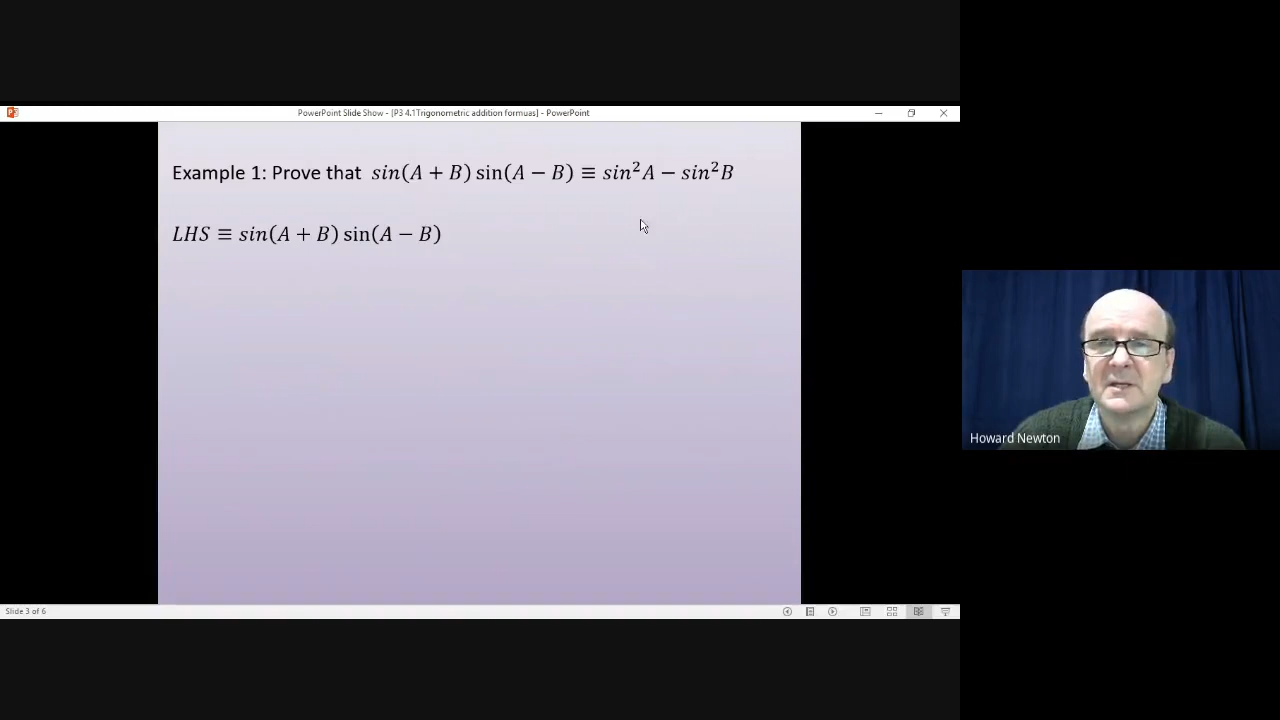 PowerPoint Slide Show - [P3 4.1Trigonometric addition formuas] - PowerPoint
Example 1: Prove that sin(A + B) sin(A − B) ≡ sin²A − sin²B
LHS ≡ sin(A + B) sin(A − B)
Howard Newton
Slide 3 of 6